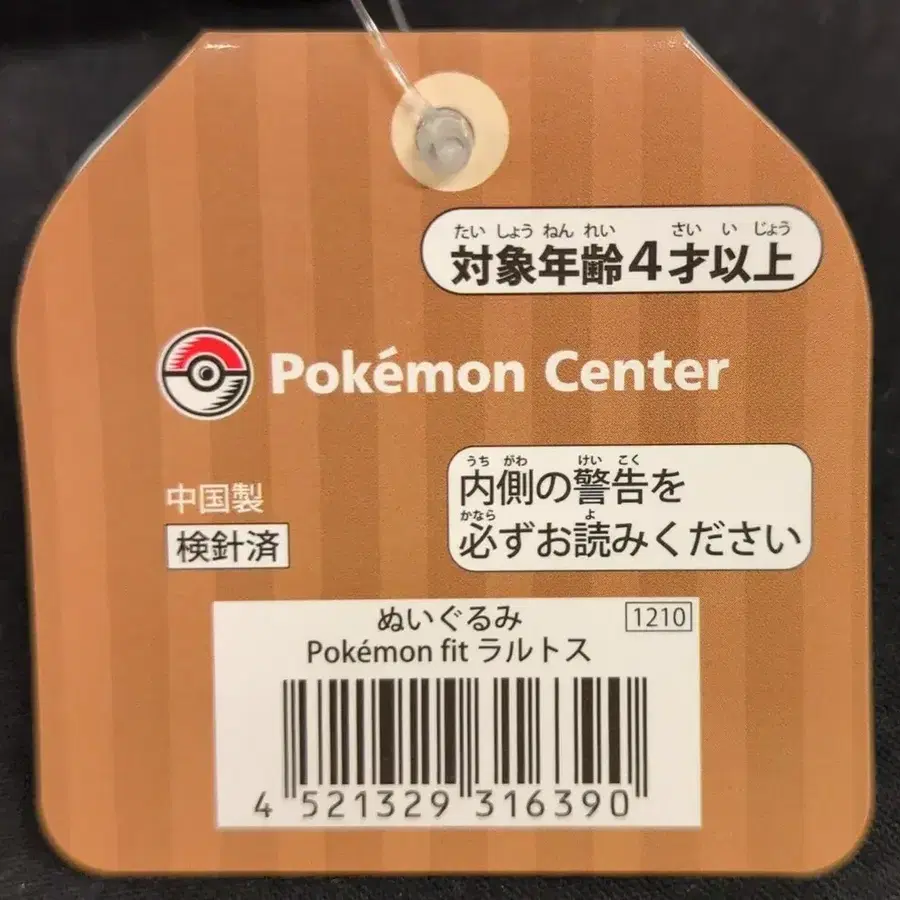 たい しょう ねん れい さい い じょう
対象年齢4才以上
Pokémon Center
中国製
検針済
うち がわ けい こく
内側の警告を
かなら よ
必ずお読みください
ぬいぐるみ
1210
Pokémon fit ラルトス
4 521329 316390